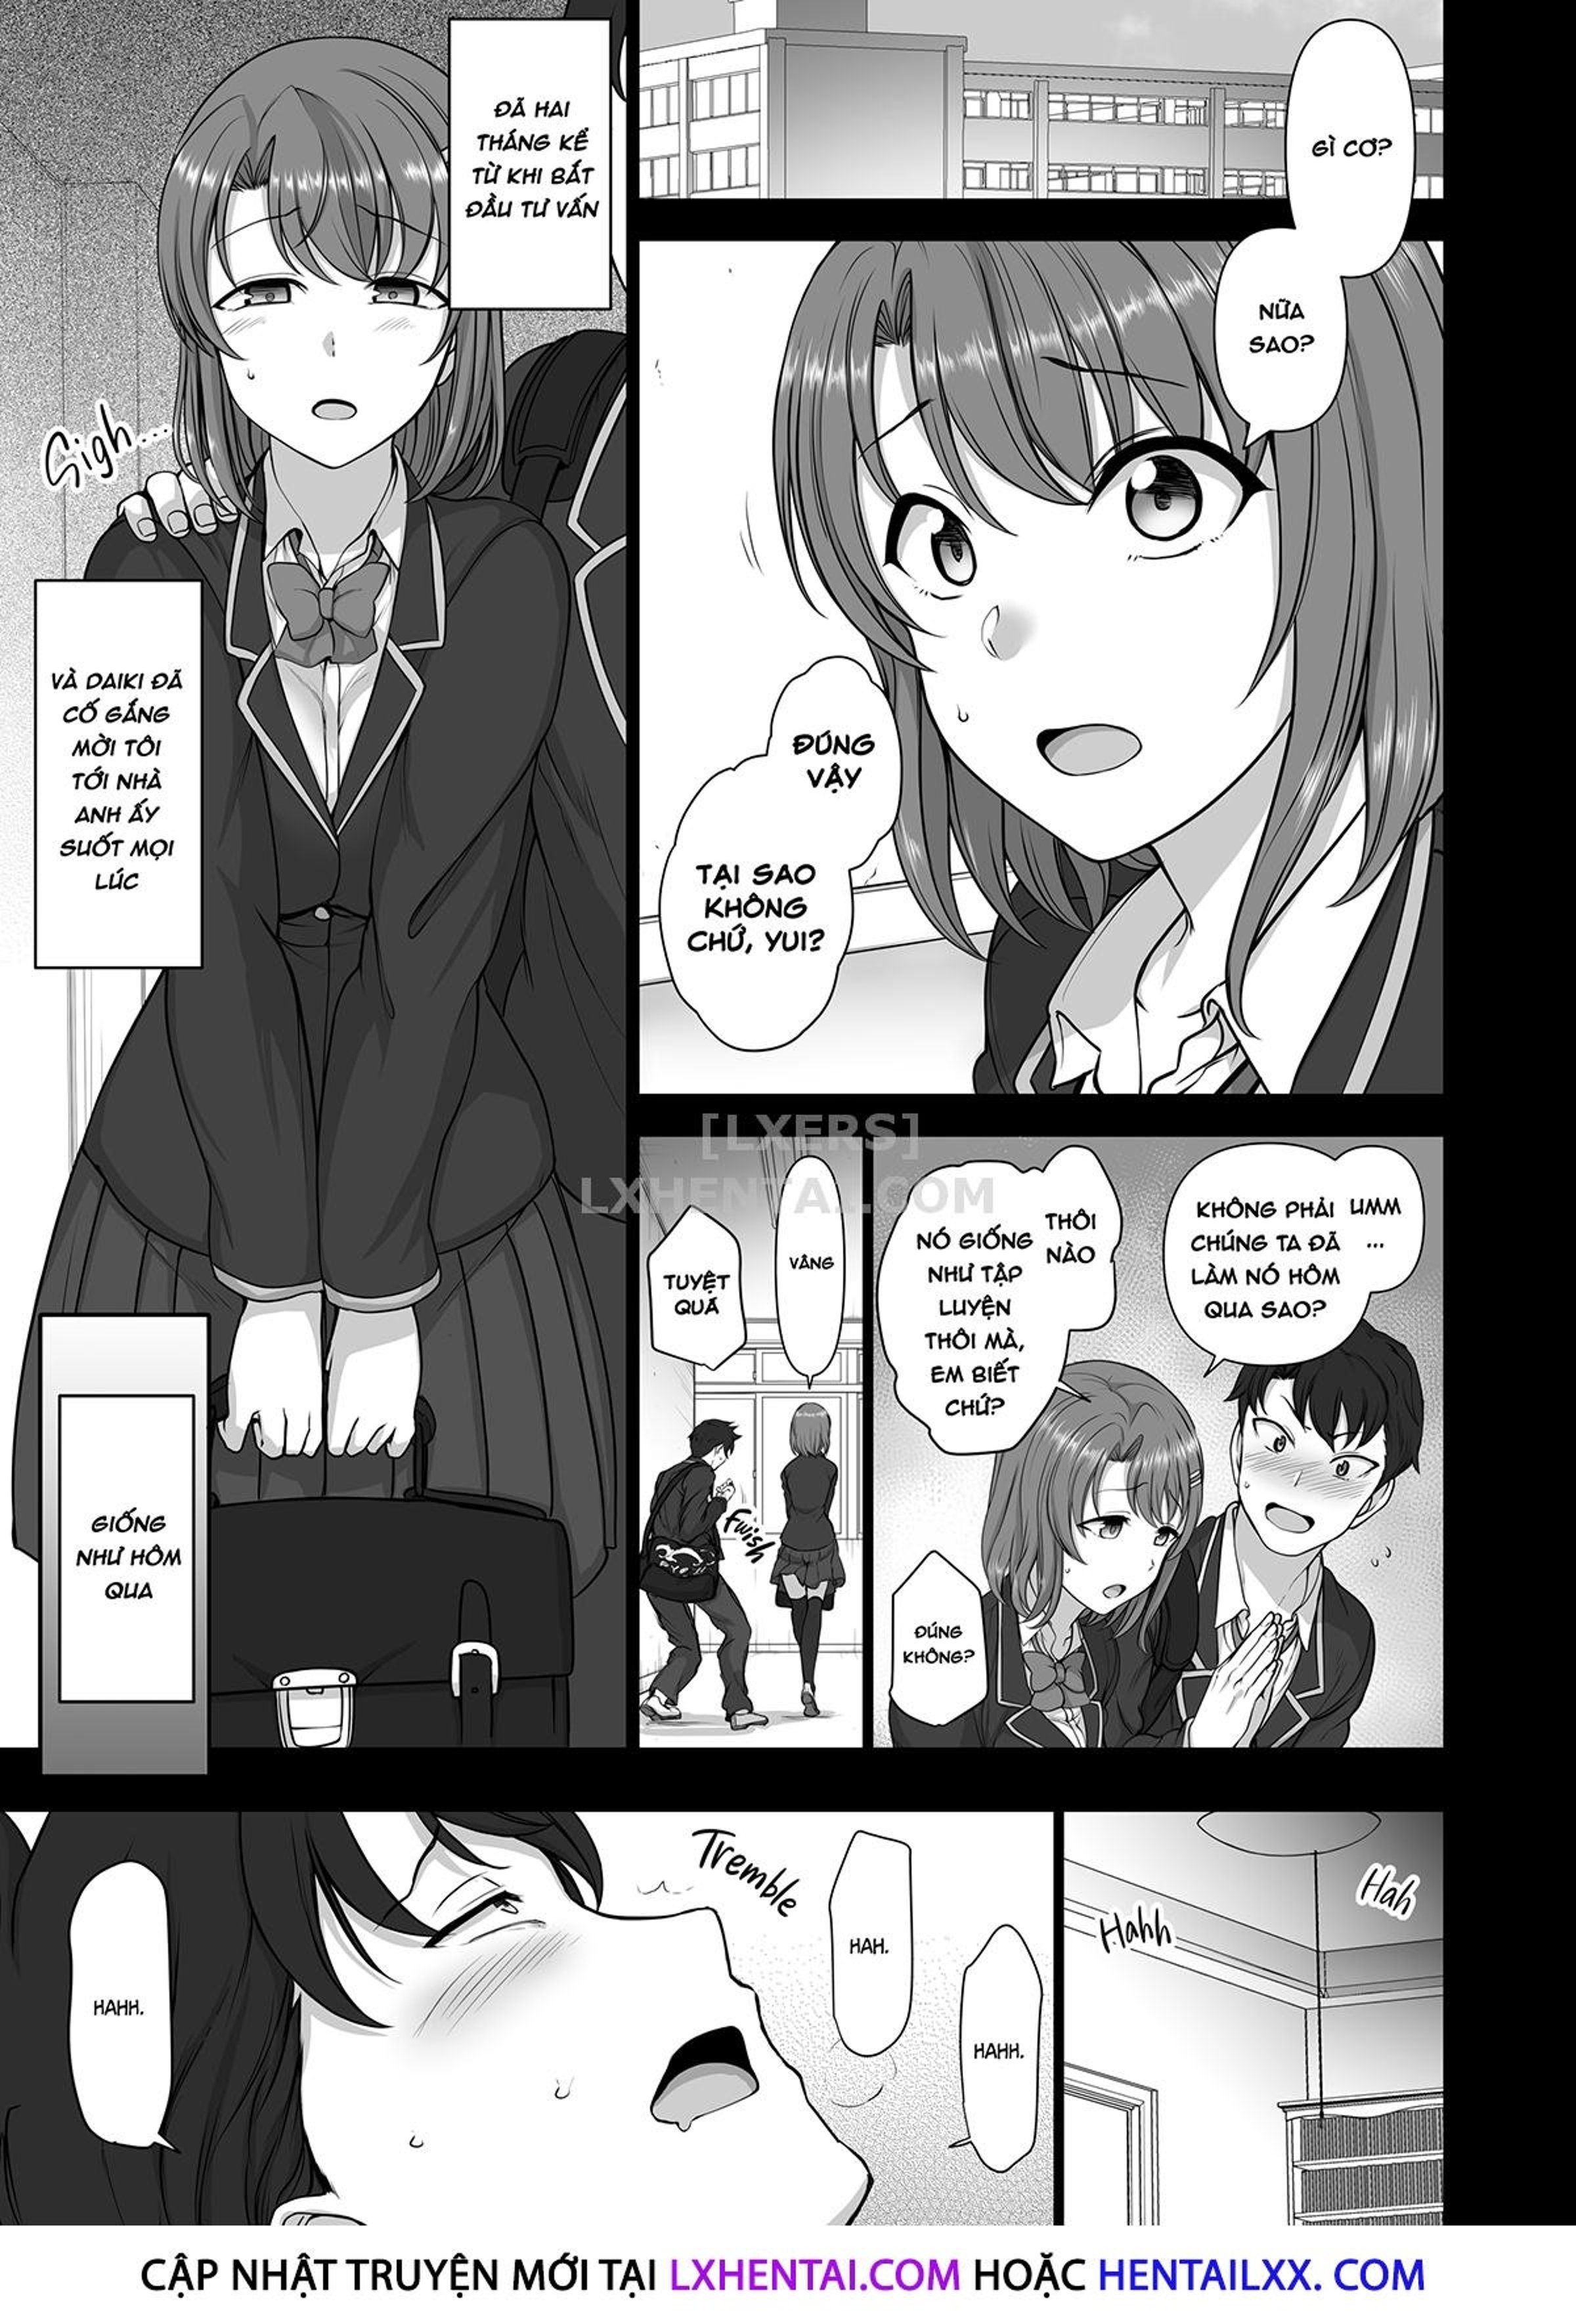 GÌ CƠ?
NỮA
SAO?
ĐÚNG
VẬY
TẠI SAO
KHÔNG
CHỨ, YUI?
UMM
...
KHÔNG PHẢI
CHÚNG TA ĐÃ
LÀM NÓ HÔM
QUA SAO?
THÔI
NÀO
NÓ GIỐNG
NHƯ TẬP
LUYỆN
THÔI MÀ,
EM BIẾT
CHỨ?
ĐÚNG
KHÔNG?
VÂNG
TUYỆT
QUÁ
Fwish
ĐÃ HAI
THÁNG KỂ
TỪ KHI BẮT
ĐẦU TƯ VẤN
Sigh...
VÀ DAIKI ĐÃ
CỐ GẮNG
MỜI TÔI
TỚI NHÀ
ANH ẤY
SUỐT MỌI
LÚC
GIỐNG
NHƯ HÔM
QUA
Hah
Hahh
HAHH.
HAH.
Tremble
HAHH.
[LXERS]
LXHENTAI.COM
CẬP NHẬT TRUYỆN MỚI TẠI LXHENTAI.COM HOẶC HENTAILXX. COM